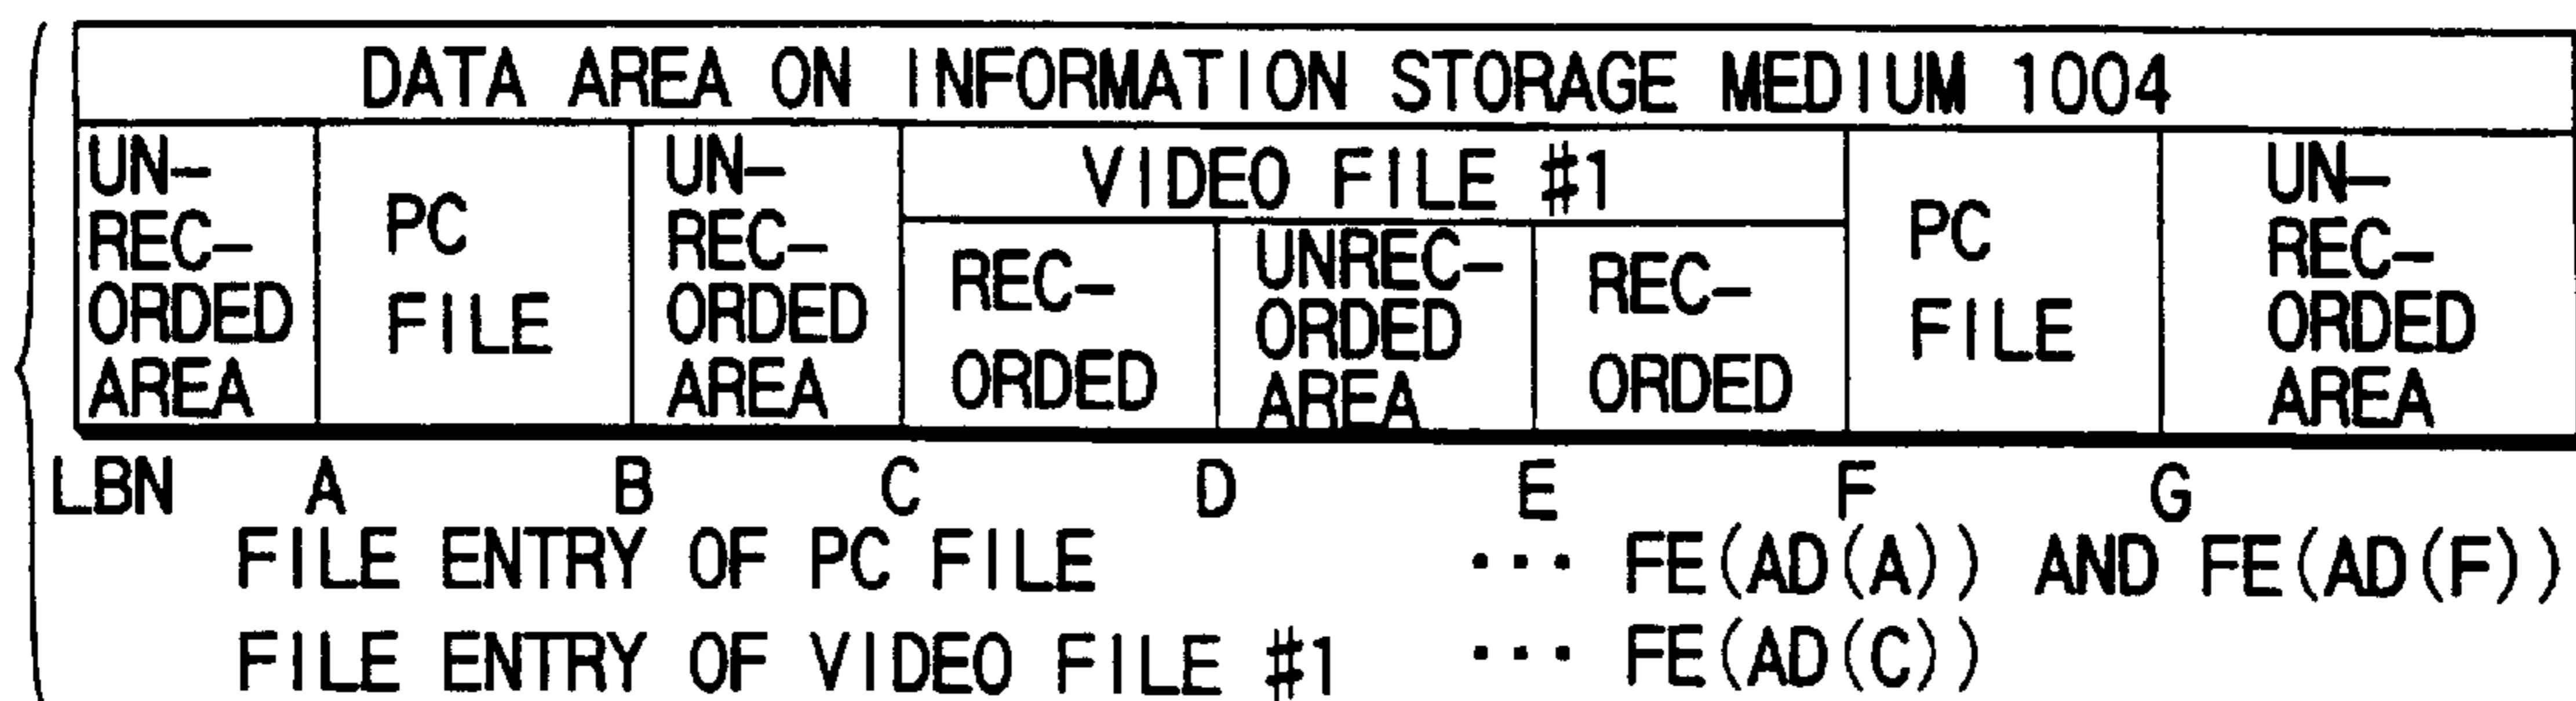 DATA AREA ON INFORMATION STORAGE MEDIUM 1004
UN-
REC-
ORDED
AREA
PC
FILE
UN-
REC-
ORDED
AREA
VIDEO FILE #1
REC-
ORDED
UNREC-
ORDED
AREA
REC-
ORDED
PC
FILE
UN-
REC-
ORDED
AREA
LBN A B C D E F G
FILE ENTRY OF PC FILE ··· FE(AD(A)) AND FE(AD(F))
FILE ENTRY OF VIDEO FILE #1 ··· FE(AD(C))